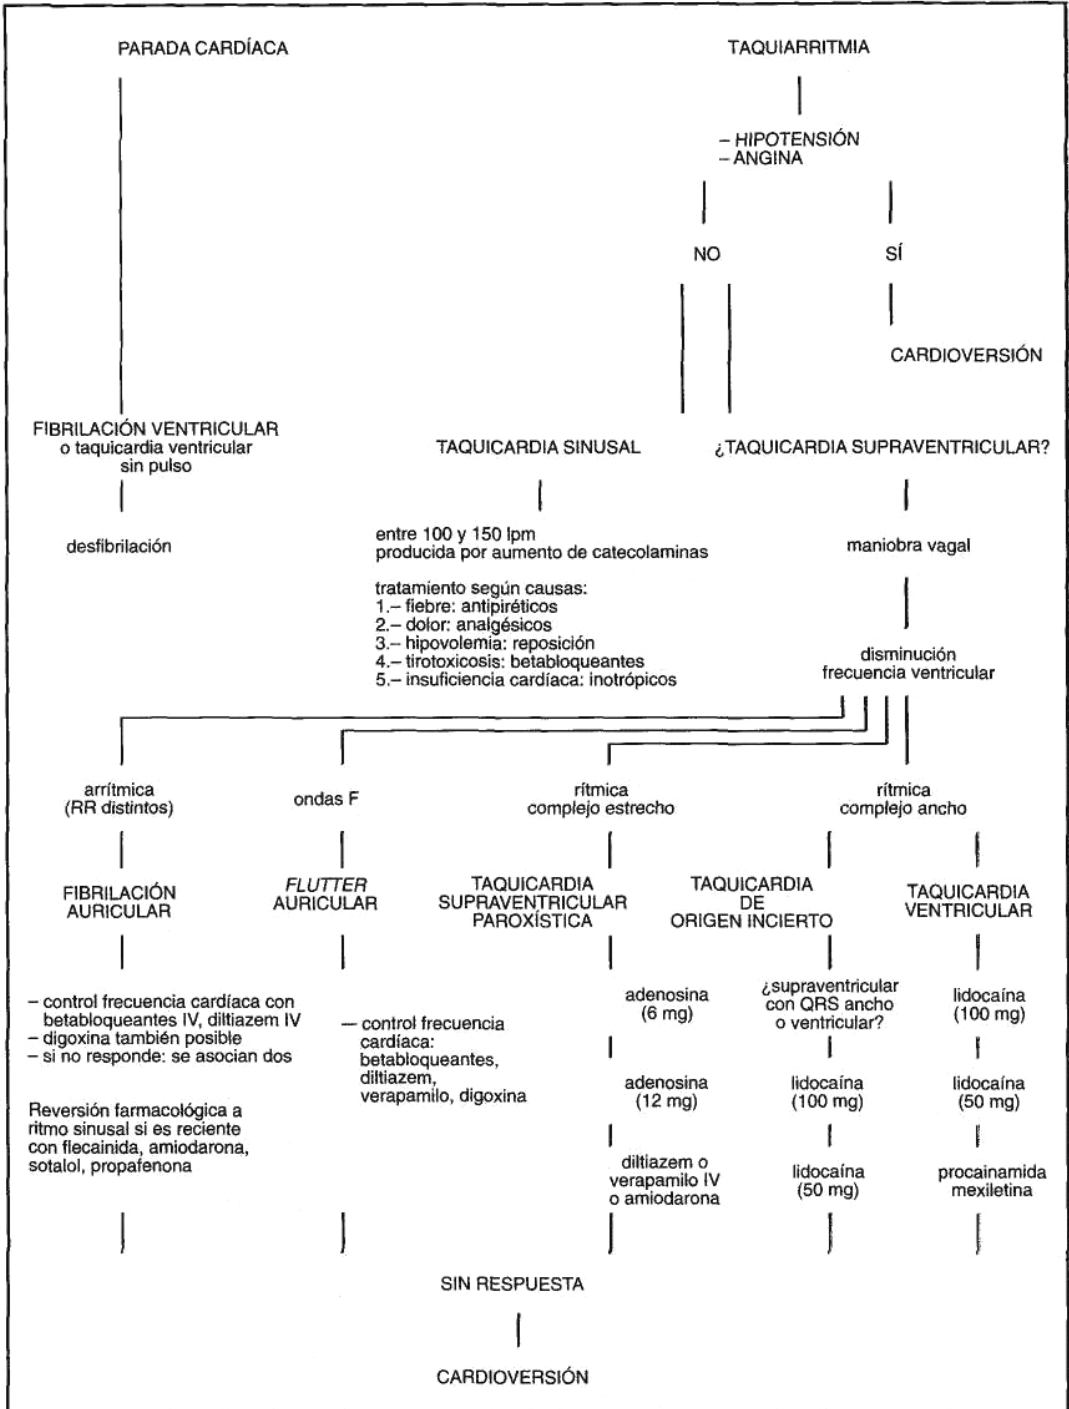 PARADA CARDÍACA
TAQUIARRITMIA
– HIPOTENSIÓN
– ANGINA
NO
SÍ
CARDIOVERSIÓN
FIBRILACIÓN VENTRICULAR
o taquicardia ventricular
sin pulso
desfibrilación
TAQUICARDIA SINUSAL
entre 100 y 150 lpm
producida por aumento de catecolaminas
tratamiento según causas:
1.– fiebre: antipiréticos
2.– dolor: analgésicos
3.– hipovolemia: reposición
4.– tirotoxicosis: betabloqueantes
5.– insuficiencia cardíaca: inotrópicos
¿TAQUICARDIA SUPRAVENTRICULAR?
maniobra vagal
disminución
frecuencia ventricular
arrítmica
(RR distintos)
FIBRILACIÓN
AURICULAR
– control frecuencia cardíaca con
betabloqueantes IV, diltiazem IV
– digoxina también posible
– si no responde: se asocian dos
Reversión farmacológica a
ritmo sinusal si es reciente
con flecainida, amiodarona,
sotalol, propafenona
ondas F
FLUTTER
AURICULAR
– control frecuencia
cardíaca:
betabloqueantes,
diltiazem,
verapamilo, digoxina
rítmica
complejo estrecho
TAQUICARDIA
SUPRAVENTRICULAR
PAROXÍSTICA
adenosina
(6 mg)
adenosina
(12 mg)
diltiazem o
verapamilo IV
o amiodarona
rítmica
complejo ancho
TAQUICARDIA
DE
ORIGEN INCIERTO
¿supraventricular
con QRS ancho
o ventricular?
lidocaína
(100 mg)
lidocaína
(50 mg)
TAQUICARDIA
VENTRICULAR
lidocaína
(100 mg)
lidocaína
(50 mg)
procainamida
mexiletina
SIN RESPUESTA
CARDIOVERSIÓN